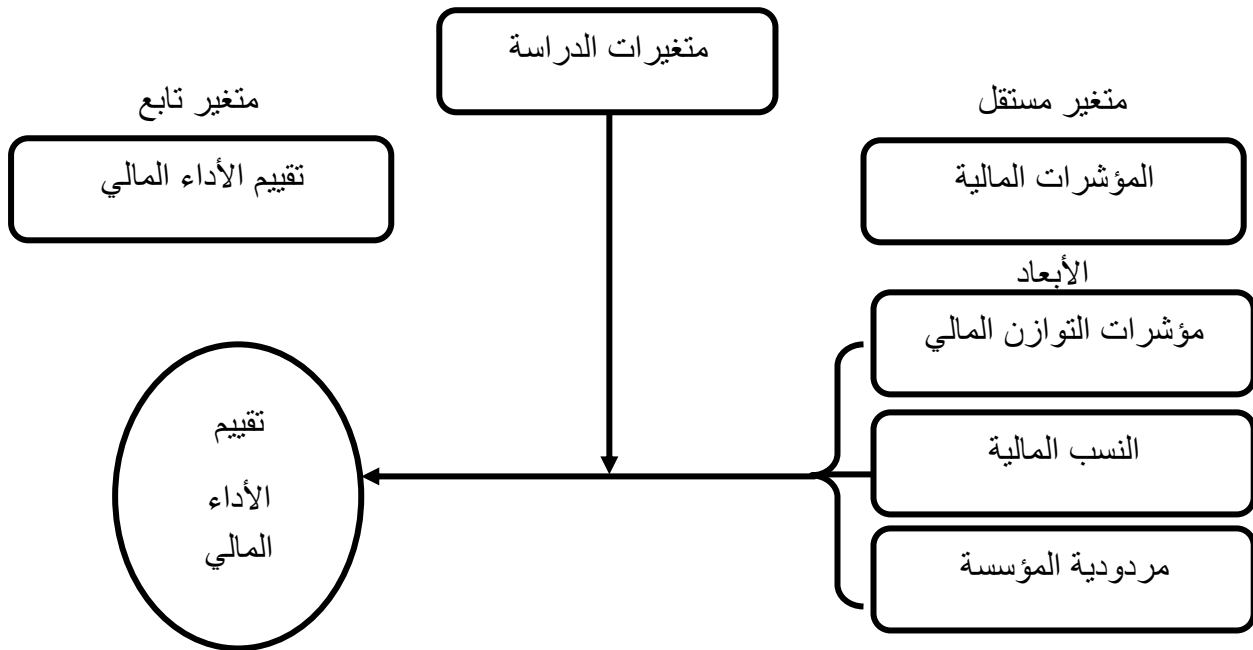 متغيرات الدراسة
متغير مستقل
متغير تابع
المؤشرات المالية
تقييم الأداء المالي
الأبعاد
مؤشرات التوازن المالي
النسب المالية
مردودية المؤسسة
تقييم
الأداء
المالي